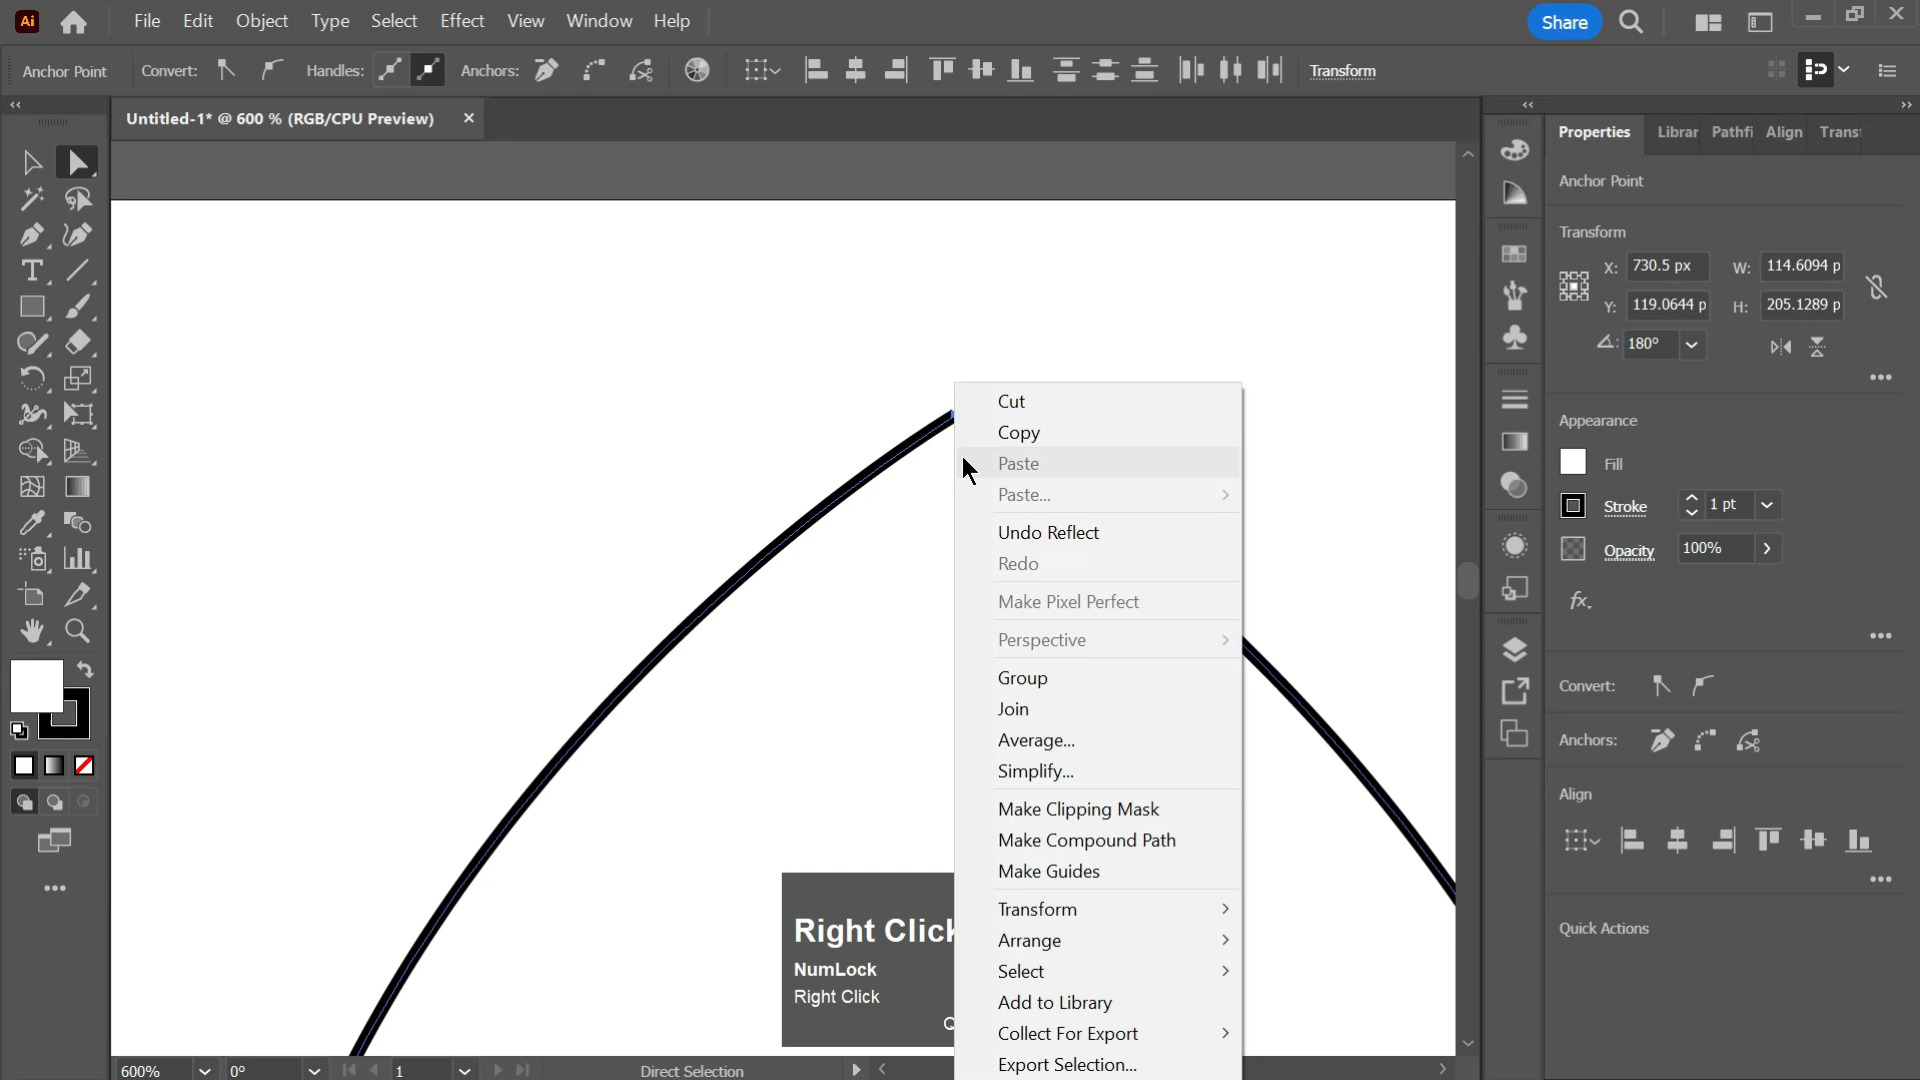 Ai File Edit Object Type Select Effect View Window Help Share
Anchor Point Convert: Handles: Anchors: Transform
Untitled-1* @ 600 % (RGB/CPU Preview) ×
Properties Librar Pathfi Align Trans
Anchor Point
Transform
X: 730.5 px W: 114.6094 p
Y: 119.0644 p H: 205.1289 p
180°
Appearance
Fill
Stroke 1 pt
Opacity 100%
fx.
Convert:
Anchors:
Align
Quick Actions
Cut
Copy
Paste
Paste...
Undo Reflect
Redo
Make Pixel Perfect
Perspective
Group
Join
Average...
Simplify...
Make Clipping Mask
Make Compound Path
Make Guides
Transform
Arrange
Select
Add to Library
Collect For Export
Export Selection...
Right Click
NumLock
Right Click
600% 0° 1 Direct Selection